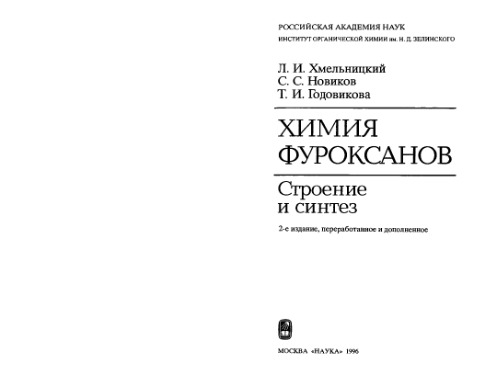 РОССИЙСКАЯ АКАДЕМИЯ НАУК
ИНСТИТУТ ОРГАНИЧЕСКОЙ ХИМИИ им. Н. Д. ЗЕЛИНСКОГО
Л. И. Хмельницкий
С. С. Новиков
Т. И. Годовикова
ХИМИЯ
ФУРОКСАНОВ
Строение
и синтез
2-е издание, переработанное и дополненное
МОСКВА «НАУКА» 1996